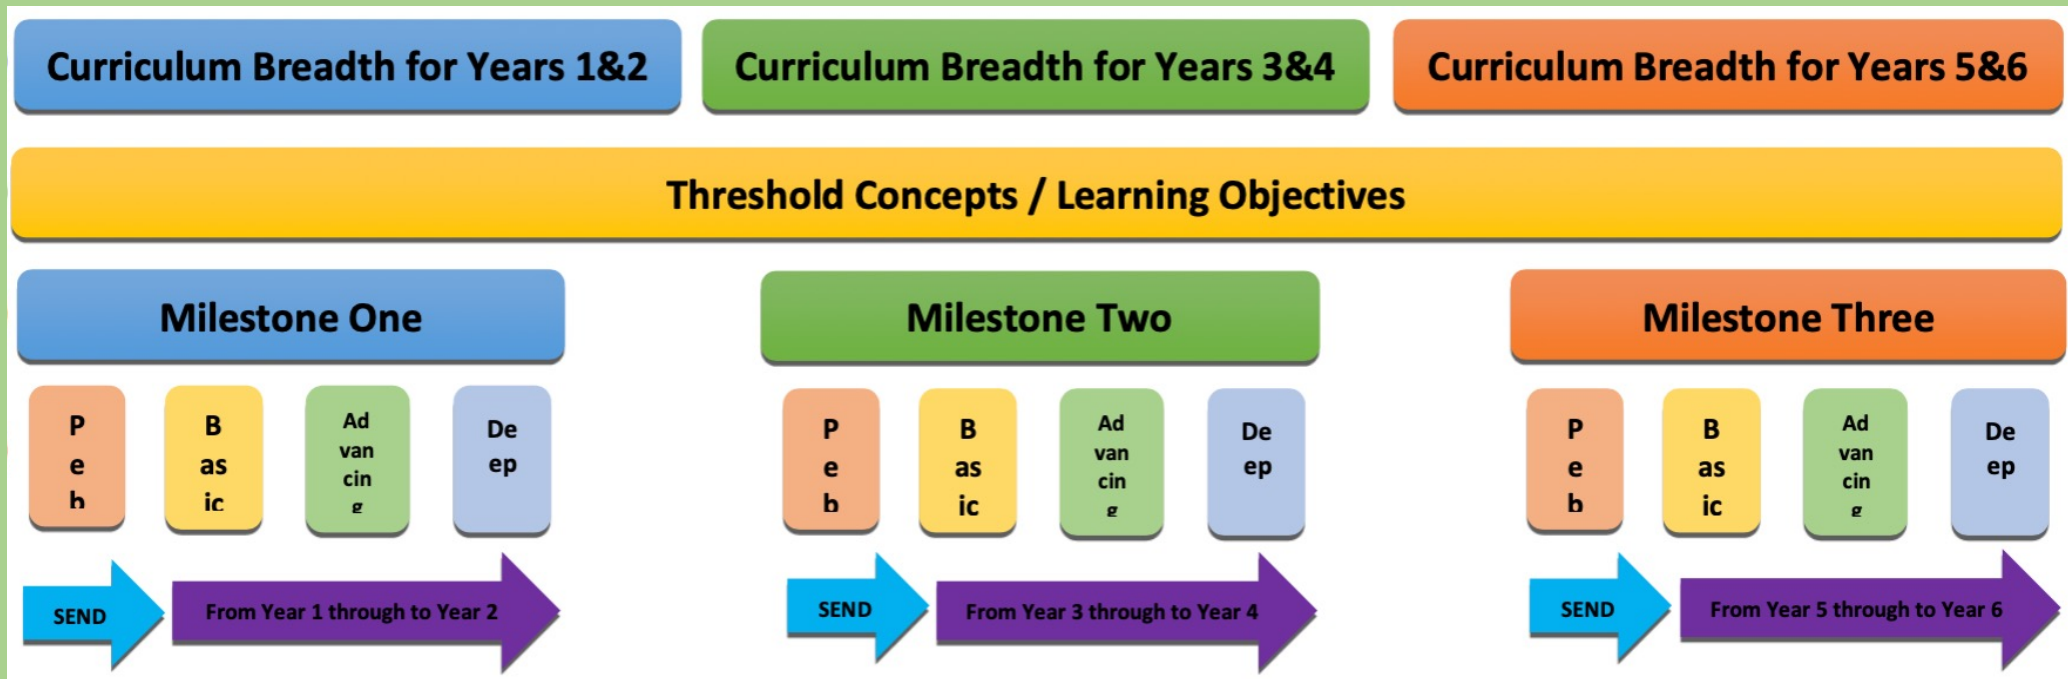 Curriculum Breadth for Years 1&2
Curriculum Breadth for Years 3&4
Curriculum Breadth for Years 5&6
Threshold Concepts / Learning Objectives
Milestone One
Milestone Two
Milestone Three
P
e
b
B
as
ic
Ad
van
cin
g
De
ep
P
e
b
B
as
ic
Ad
van
cin
g
De
ep
P
e
b
B
as
ic
Ad
van
cin
g
De
ep
SEND
From Year 1 through to Year 2
SEND
From Year 3 through to Year 4
SEND
From Year 5 through to Year 6